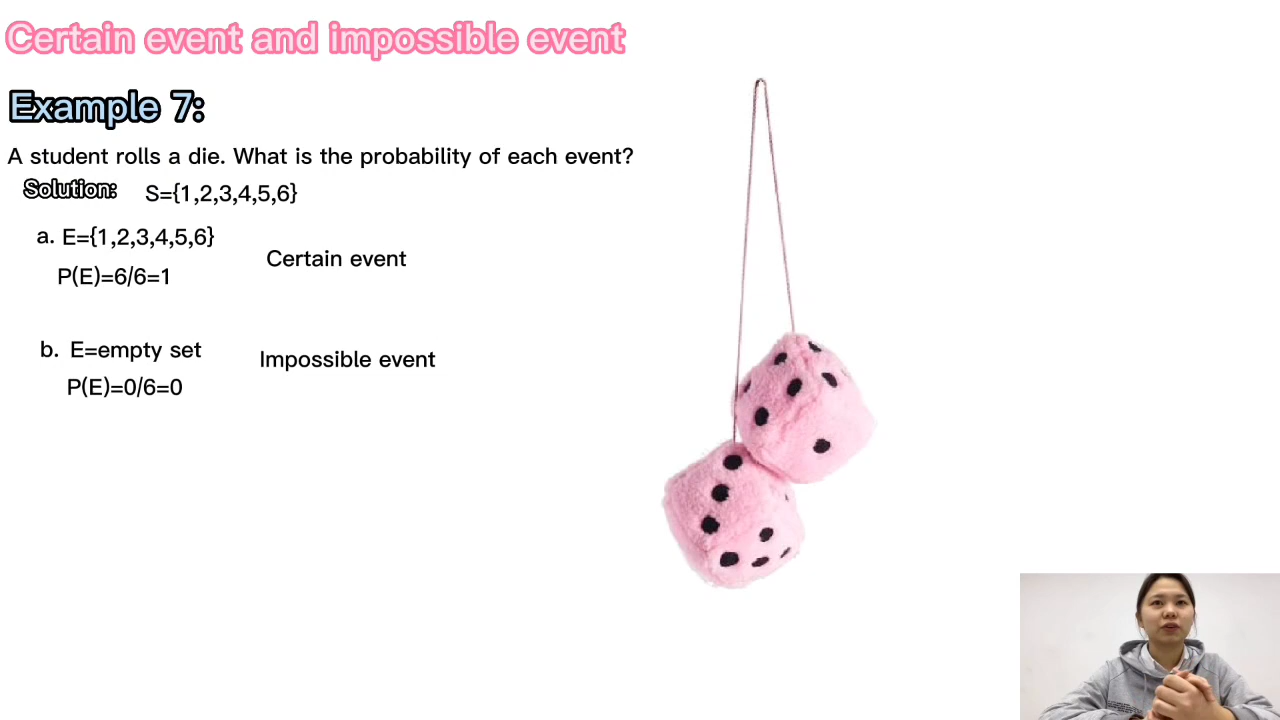 Certain event and impossible event
Example 7:
A student rolls a die. What is the probability of each event?
Solution: S={1,2,3,4,5,6}
a. E={1,2,3,4,5,6}
Certain event
P(E)=6/6=1
b. E=empty set
Impossible event
P(E)=0/6=0